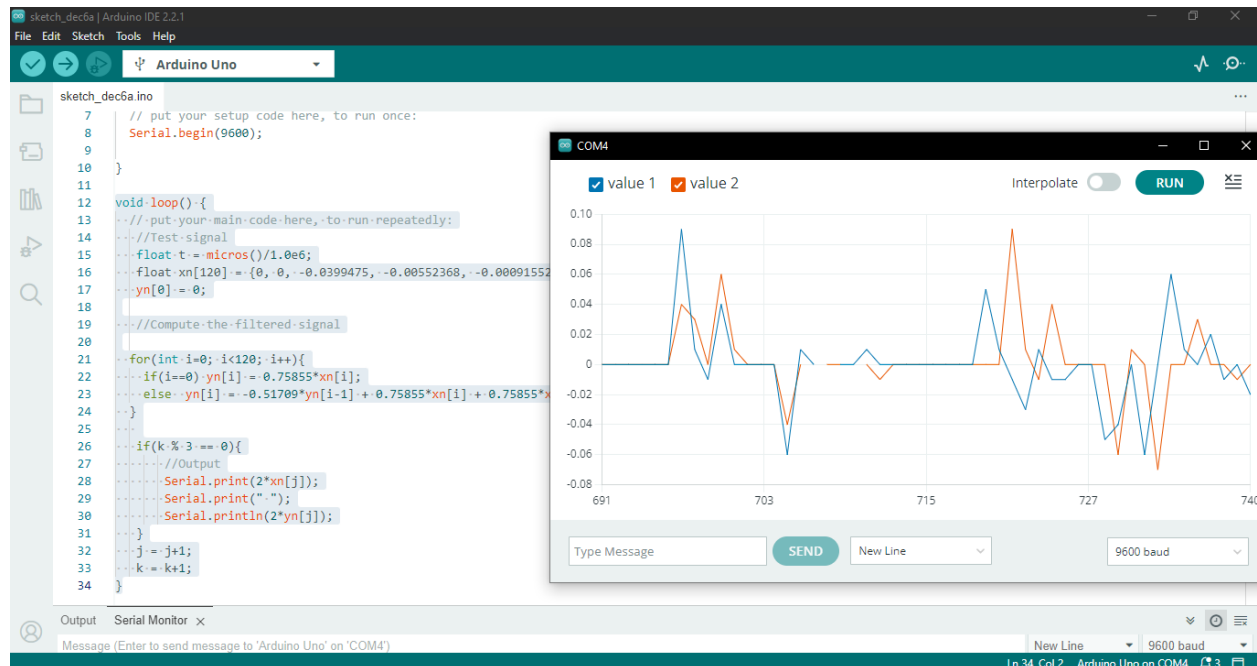 sketch_dec6a | Arduino IDE 2.2.1
File Edit Sketch Tools Help
Arduino Uno
sketch_dec6a.ino
7 // put your setup code here, to run once:
8 Serial.begin(9600);
9
10 }
11
12 void loop() {
13 // put your main code here, to run repeatedly:
14 //Test signal
15 float t = micros()/1.0e6;
16 float xn[120] = {0, 0, -0.0399475, -0.00552368, -0.00091552
17 yn[0] = 0;
18
19 //Compute the filtered signal
20
21 for(int i=0; i<120; i++){
22 if(i==0) yn[i] = 0.75855*xn[i];
23 else yn[i] = -0.51709*yn[i-1] + 0.75855*xn[i] + 0.75855*x
24 }
25
26 if(k % 3 == 0){
27 //Output
28 Serial.print(2*xn[j]);
29 Serial.print(" ");
30 Serial.println(2*yn[j]);
31 }
32 j = j+1;
33 k = k+1;
34 }
COM4
value 1 value 2 Interpolate RUN
0.10
0.08
0.06
0.04
0.02
0
-0.02
-0.04
-0.06
-0.08
691 703 715 727 740
Type Message SEND New Line 9600 baud
Output Serial Monitor
Message (Enter to send message to 'Arduino Uno' on 'COM4')
New Line 9600 baud
Ln 34, Col 2 Arduino Uno on COM4 3